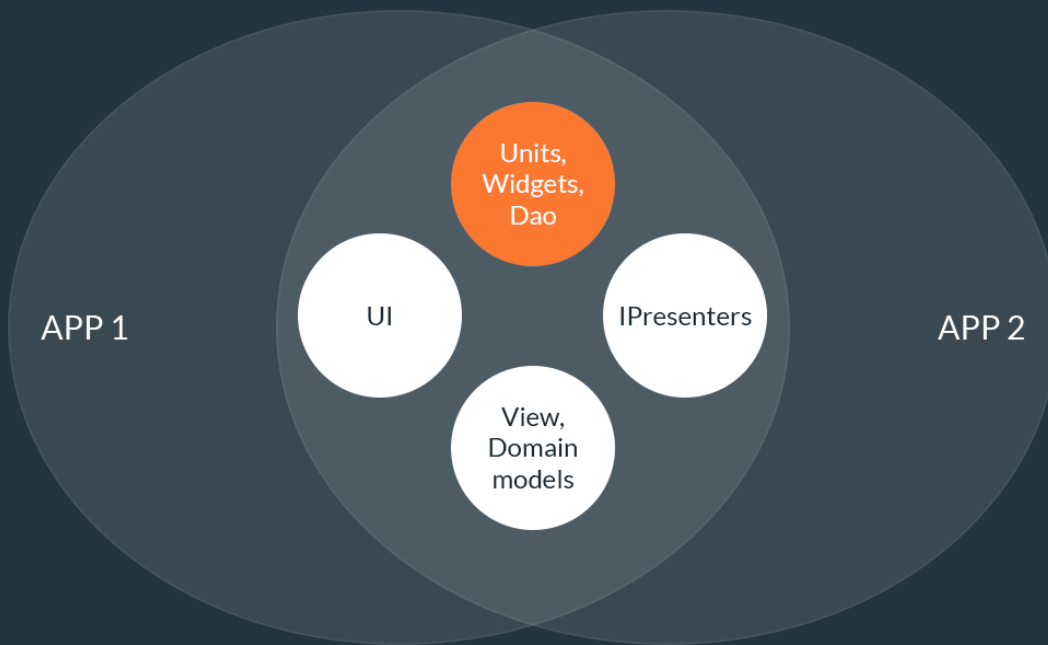 Units,
Widgets,
Dao
UI
IPresenters
APP 1
APP 2
View,
Domain
models